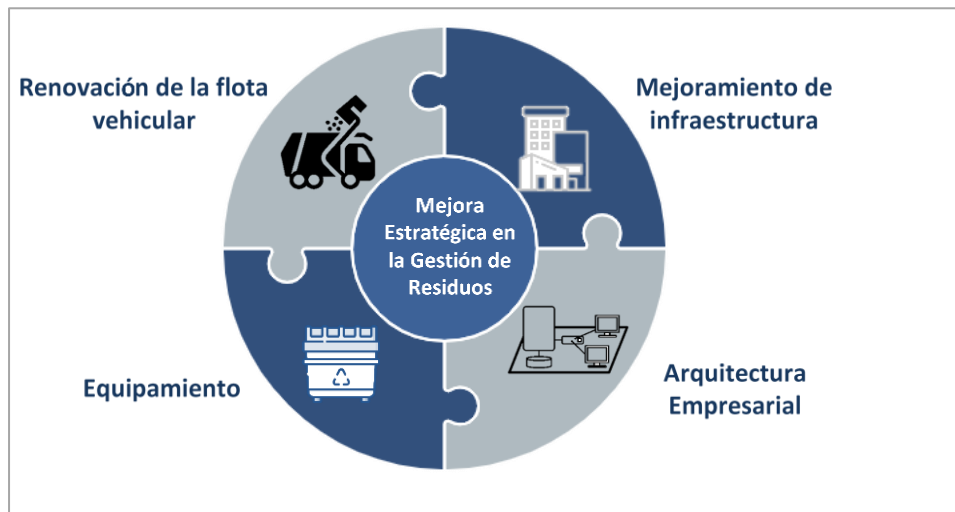 Renovación de la flota
vehicular
Mejoramiento de
infraestructura
Mejora
Estratégica en
la Gestión de
Residuos
Equipamiento
Arquitectura
Empresarial